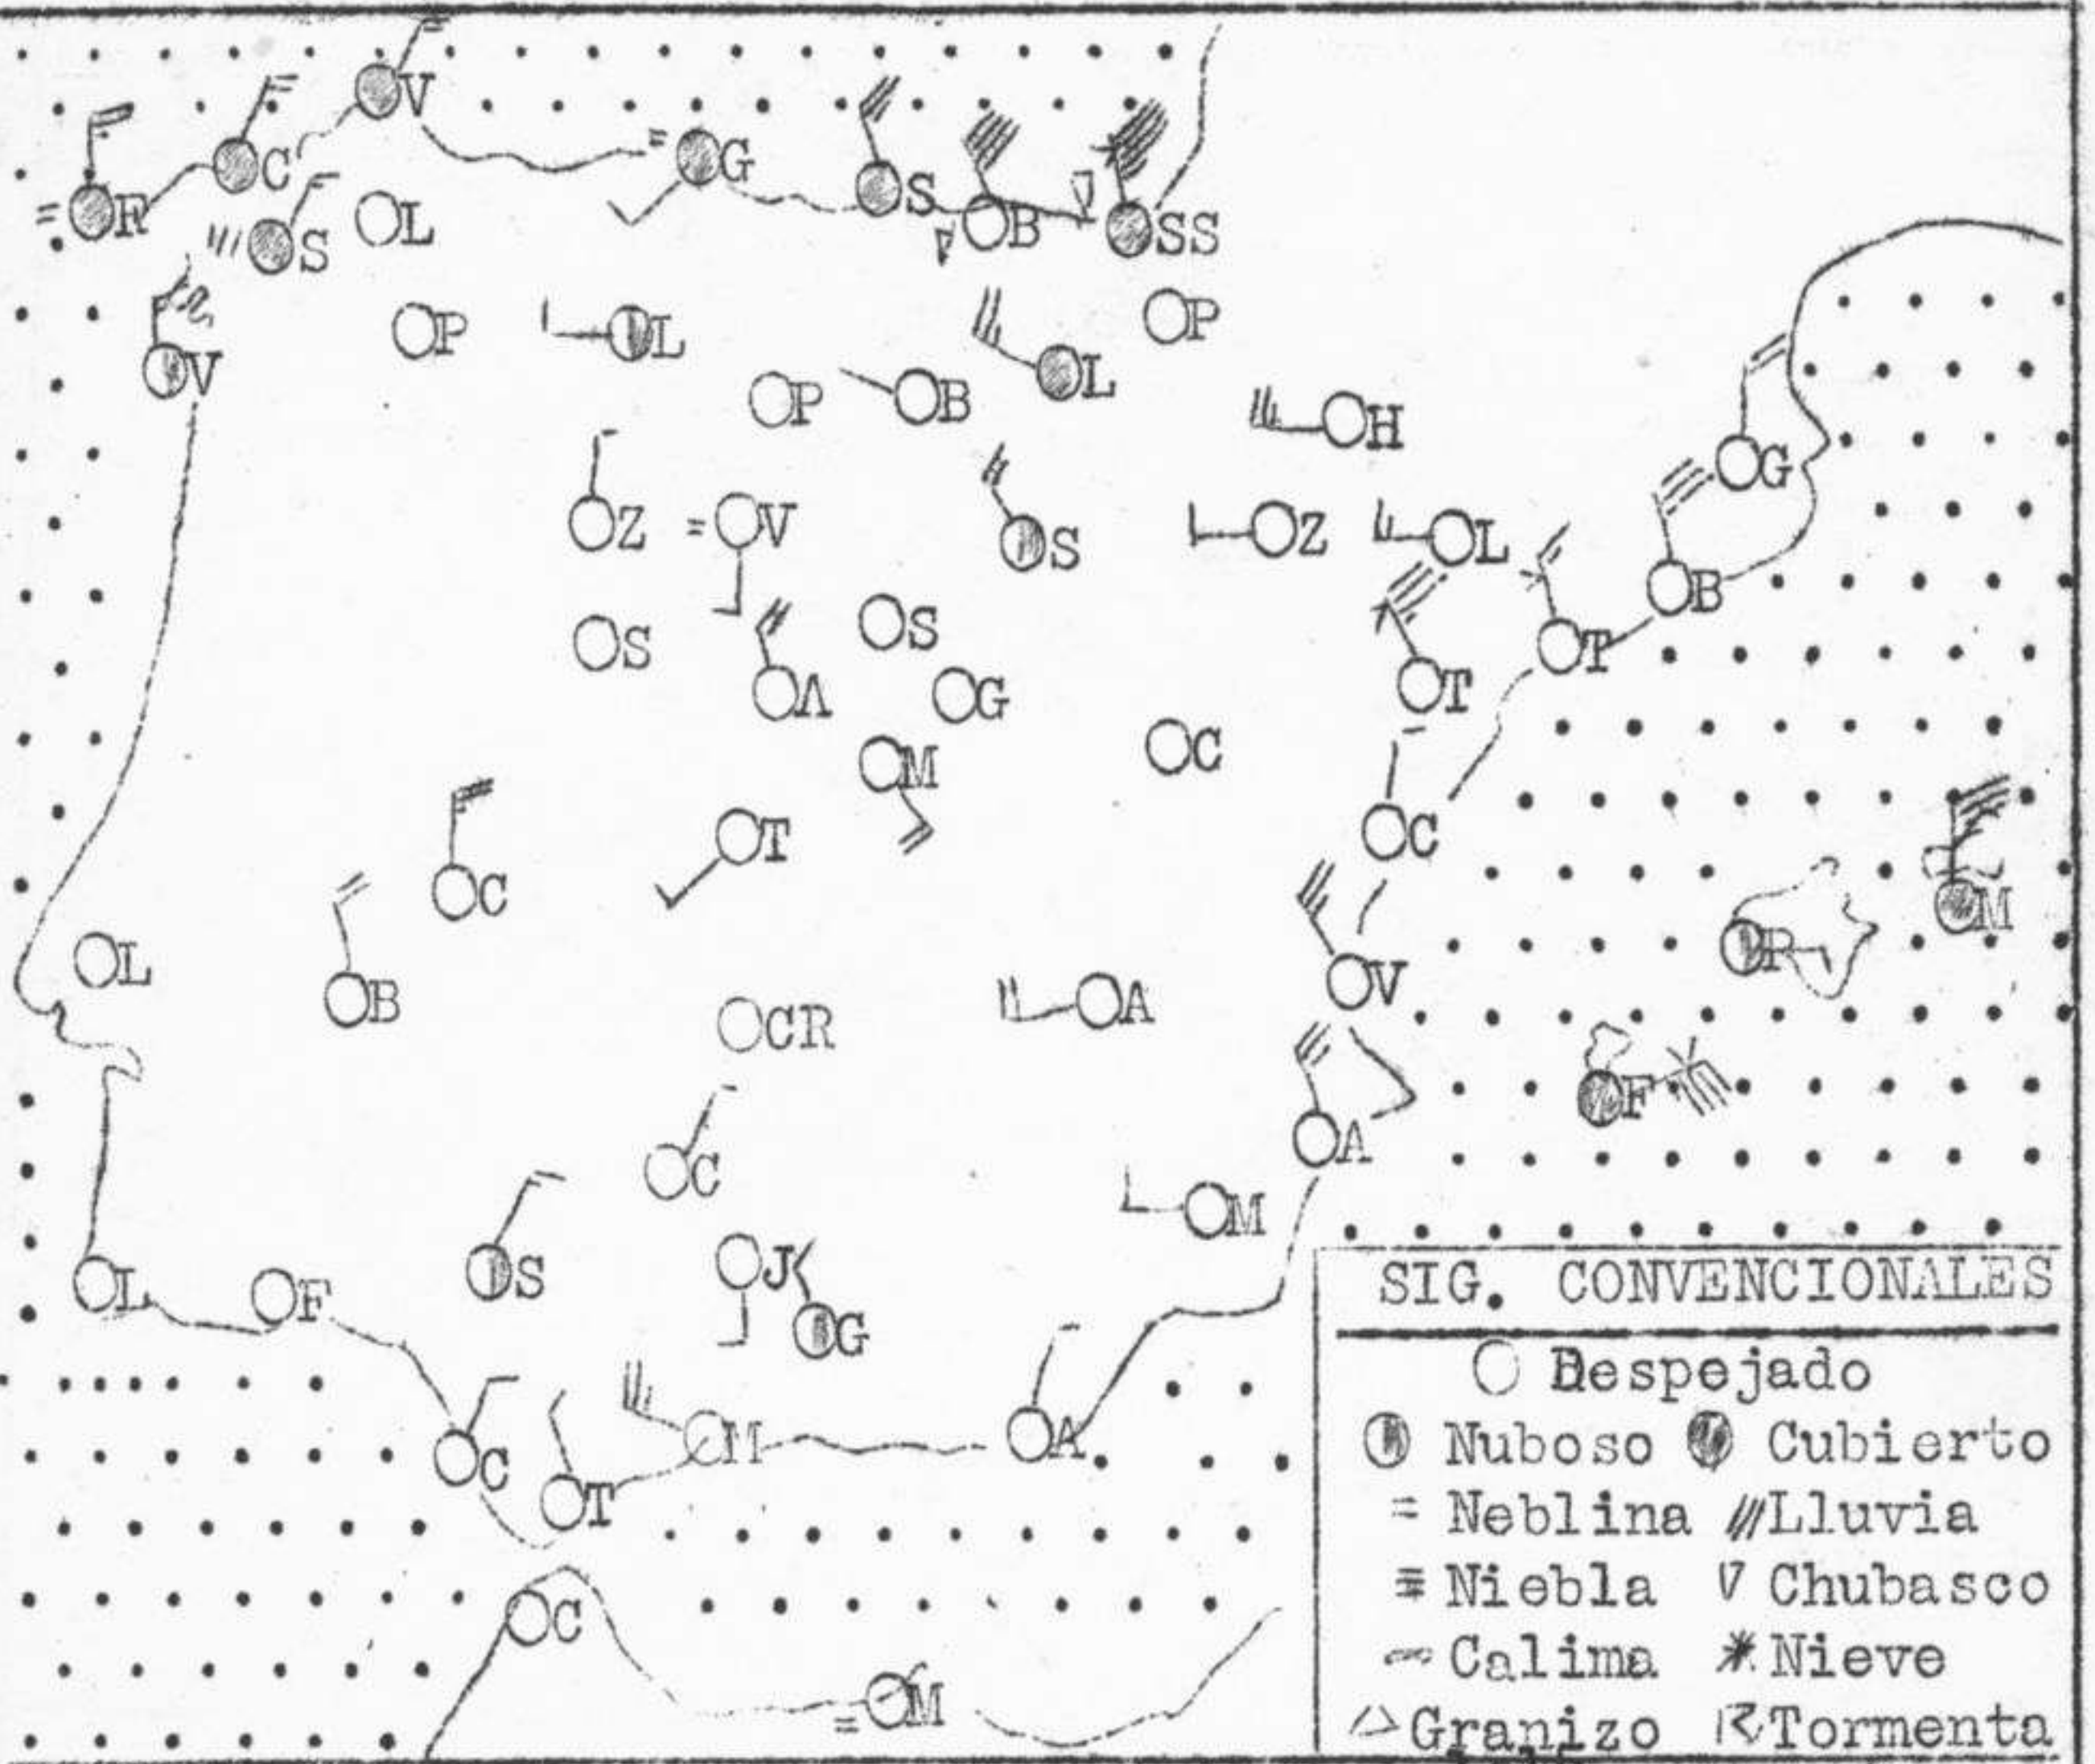 V
C
G
F
S
B
SS
S
L
V
P
L
P
P
B
L
H
G
Z
V
S
Z
L
B
S
S
T
A
G
T
M
C
C
T
C
L
B
V
R
M
CR
A
F
A
C
M
L
F
S
J
G
C
T
M
A
C
M
SIG. CONVENCIONALES
Despejado
Nuboso Cubierto
Neblina Lluvia
Niebla Chubasco
Calima Nieve
Granizo Tormenta